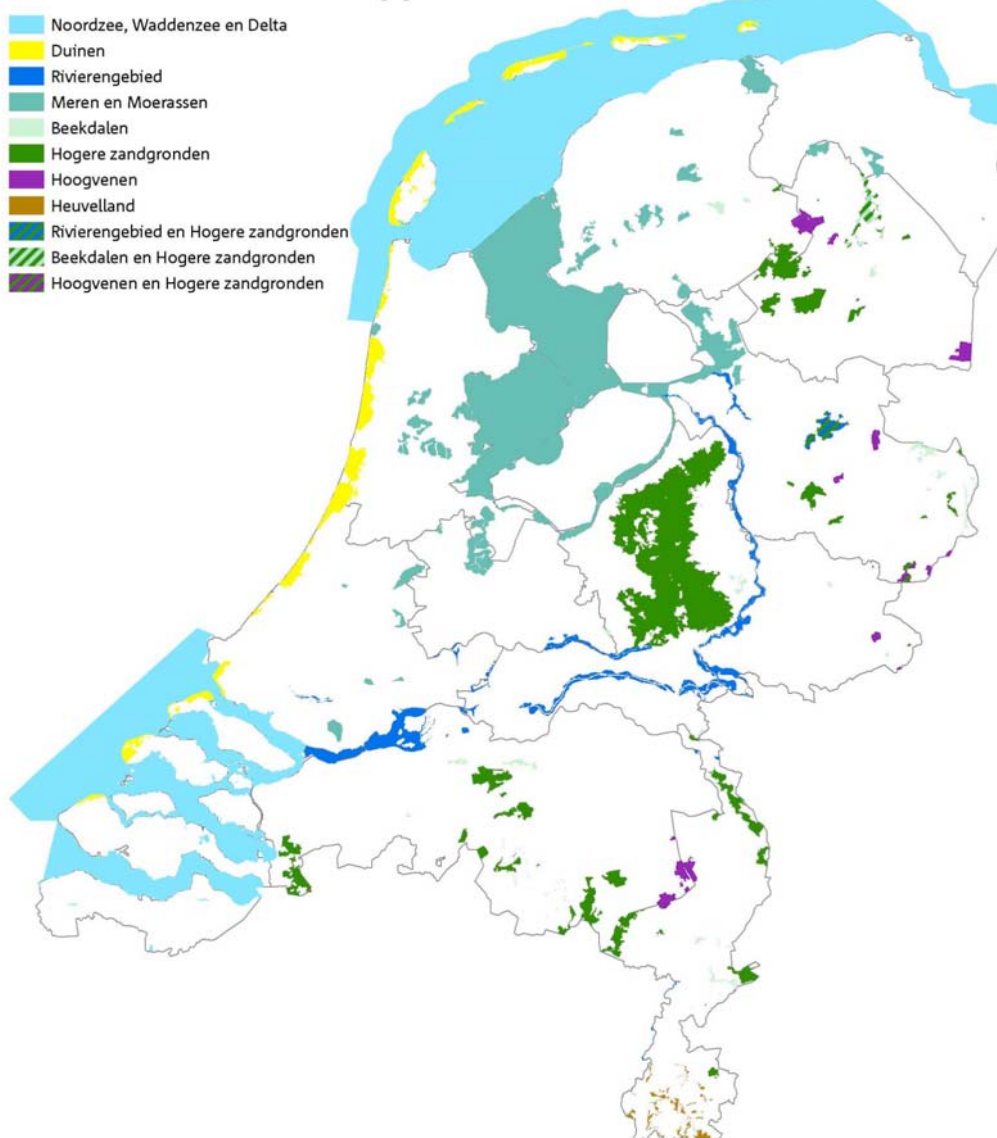 Noordzee, Waddenzee en Delta
Duinen
Rivierengebied
Meren en Moerassen
Beekdalen
Hogere zandgronden
Hoogvenen
Heuvelland
Rivierengebied en Hogere zandgronden
Beekdalen en Hogere zandgronden
Hoogvenen en Hogere zandgronden